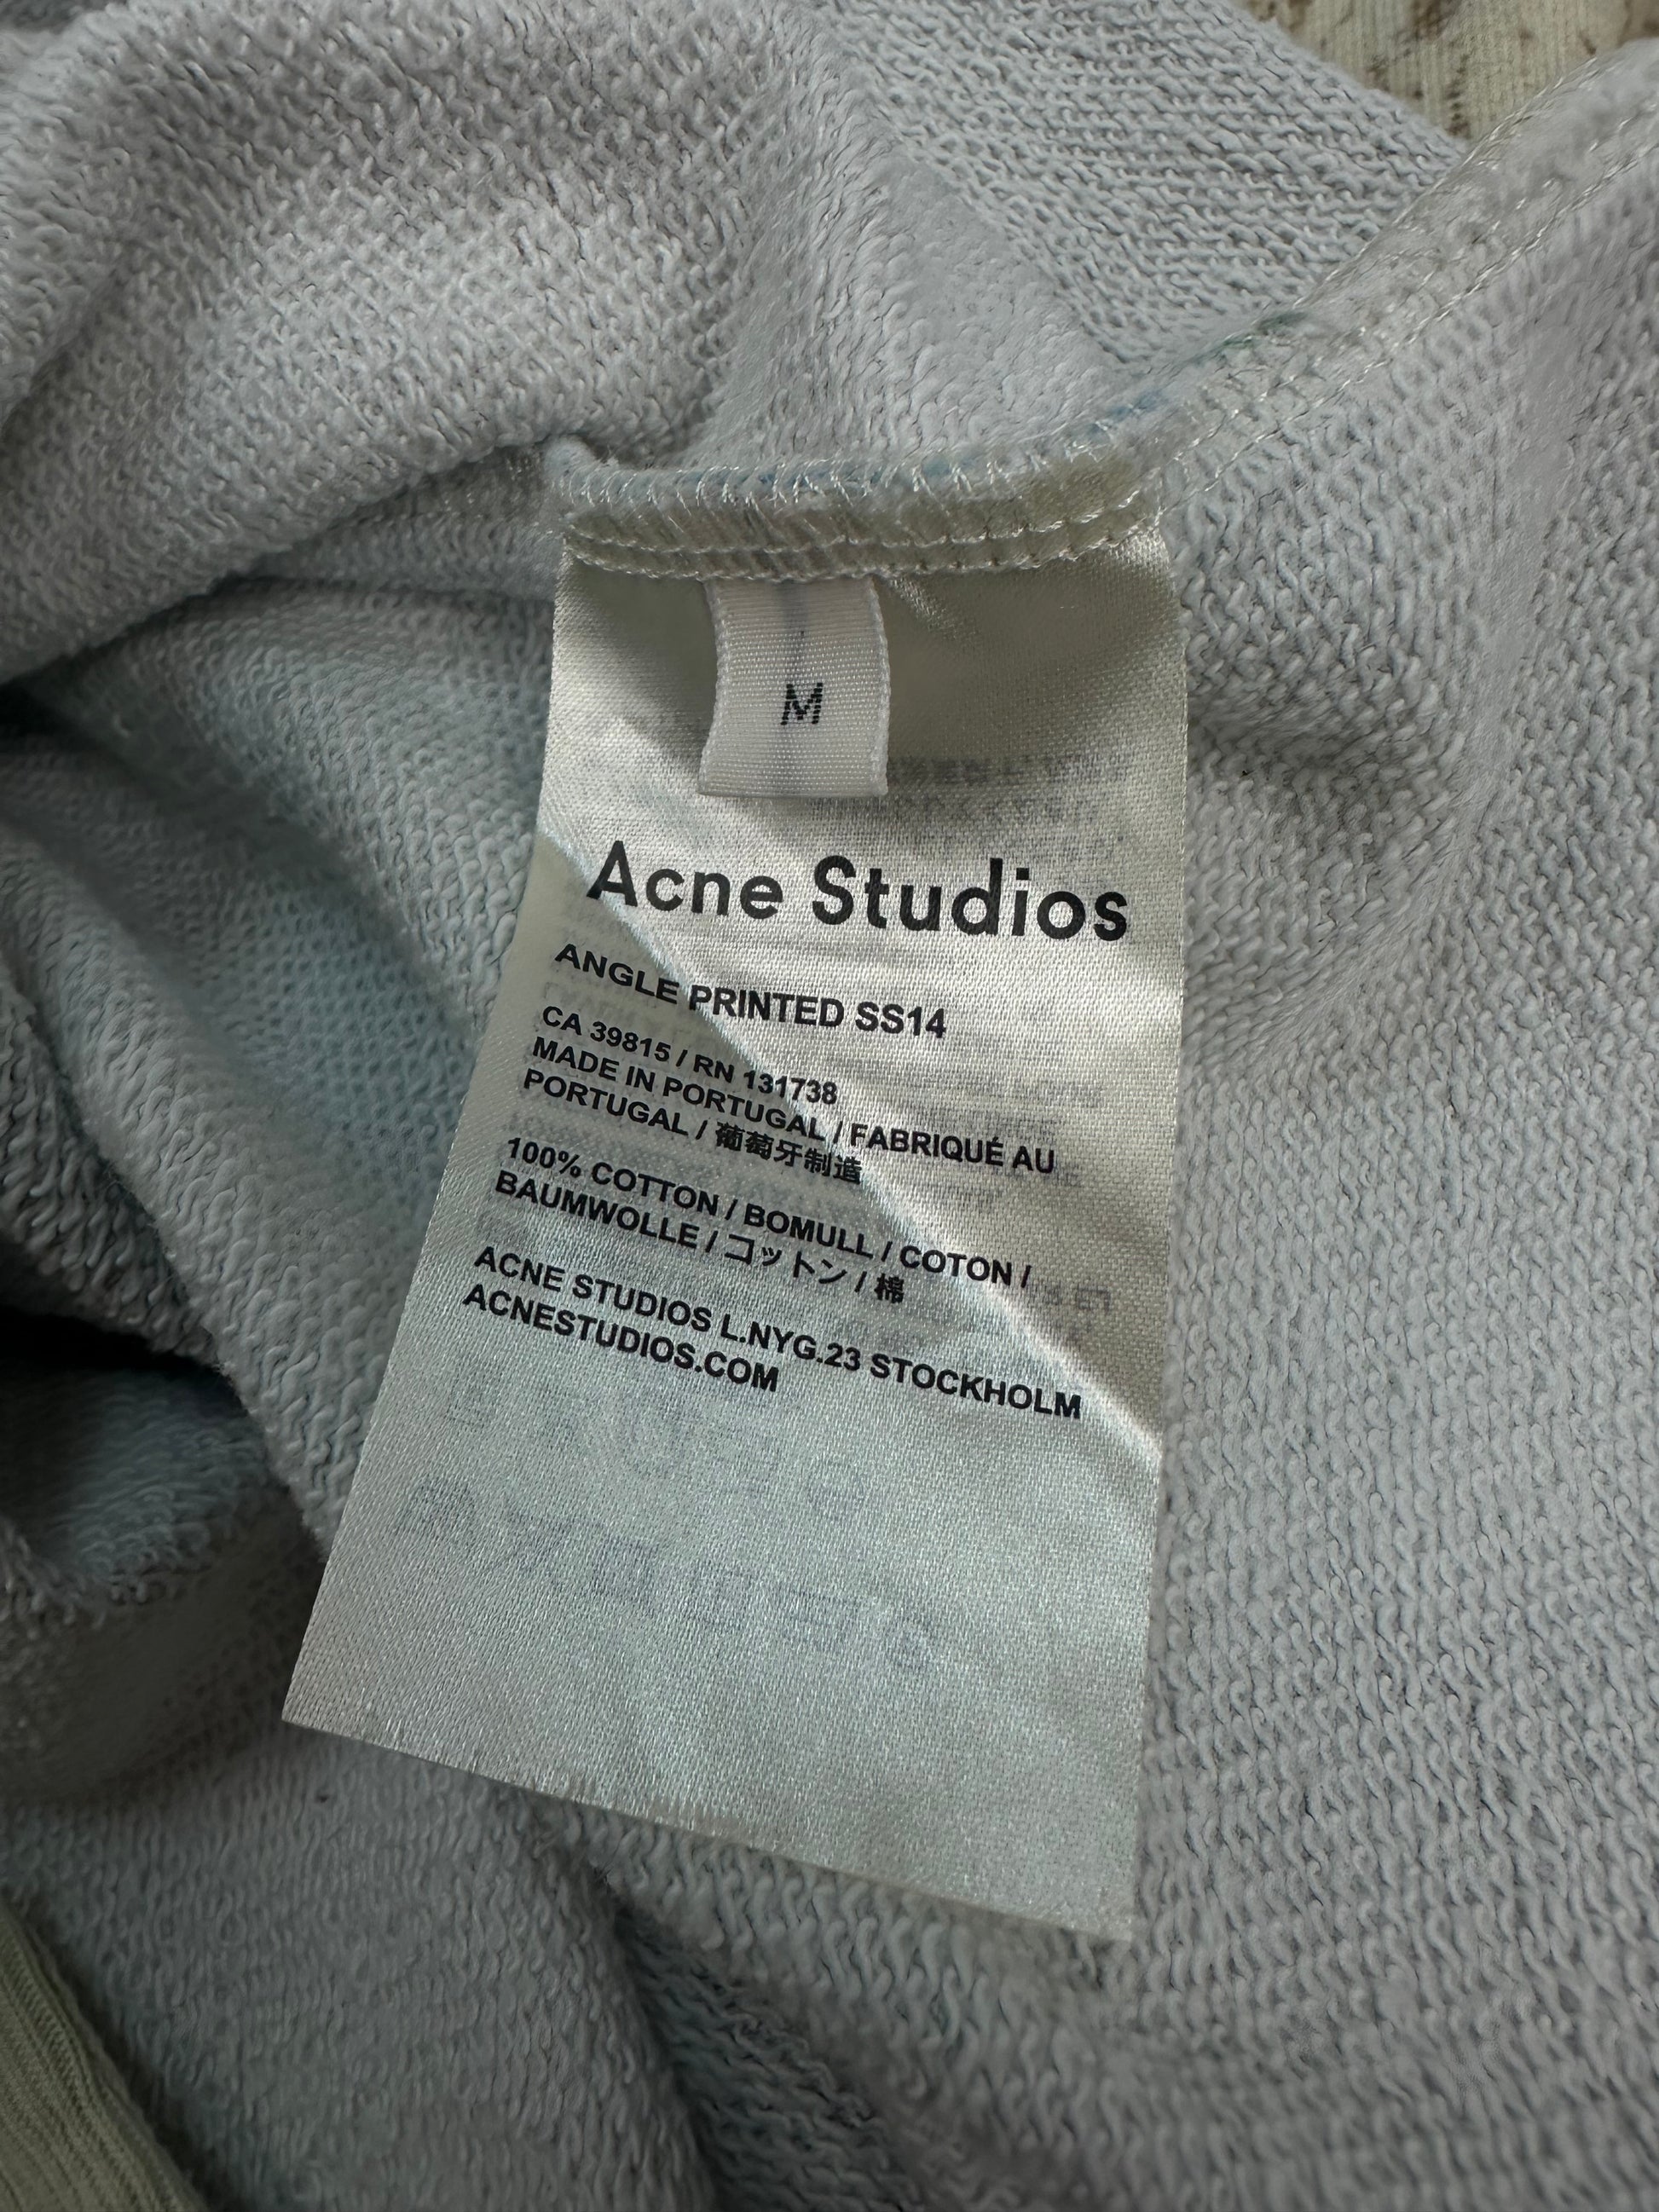 M
Acne Studios
ANGLE PRINTED SS14
CA 39815 / RN 131738
MADE IN PORTUGAL / FABRIQUÉ AU
PORTUGAL / 葡萄牙制造
100% COTTON / BOMULL / COTON /
BAUMWOLLE / コットン / 棉
ACNE STUDIOS L.NYG.23 STOCKHOLM
ACNESTUDIOS.COM